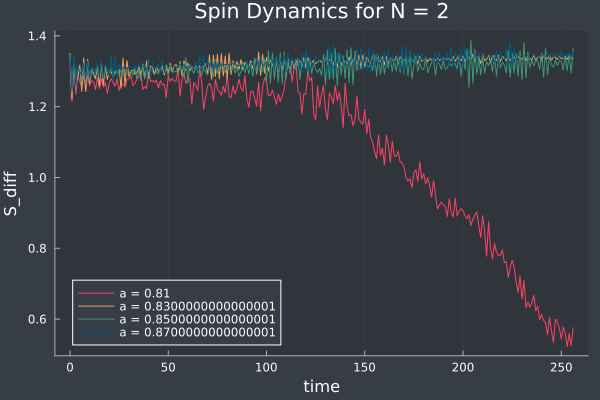 Spin Dynamics for N = 2
1.4
1.2
1.0
0.8
0.6
S_diff
a = 0.81
a = 0.8300000000000001
a = 0.8500000000000001
a = 0.8700000000000001
0
50
100
150
200
250
time